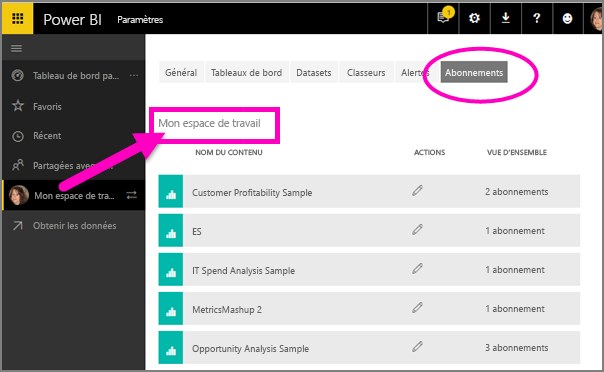 Power BI Paramètres 1 ?
Tableau de bord pa... ...
Favoris
Récent
Partagées avec
Mon espace de tra...
Obtenir les données
Général Tableaux de bord Datasets Classeurs Alertes Abonnements
Mon espace de travail
NOM DU CONTENU ACTIONS VUE D'ENSEMBLE
Customer Profitability Sample 2 abonnements
ES 1 abonnement
IT Spend Analysis Sample 1 abonnement
MetricsMashup 2 1 abonnement
Opportunity Analysis Sample 3 abonnements